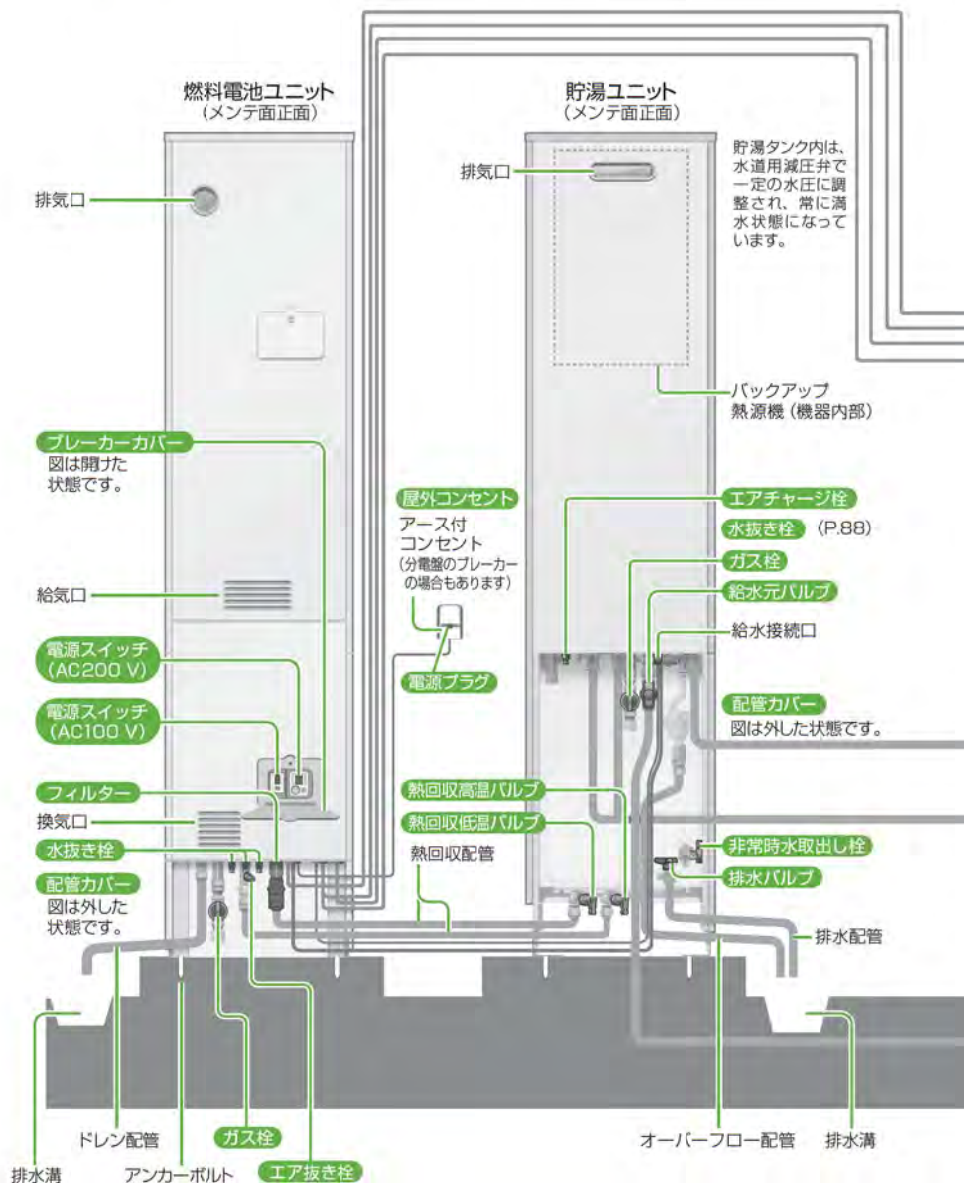 燃料電池ユニット
(メンテ面正面)
貯湯ユニット
(メンテ面正面)
排気口
排気口
貯湯タンク内は、
水道用減圧弁で
一定の水圧に調
整され、常に満
水状態になって
います。
バックアップ
熱源機(機器内部)
ブレーカーカバー
図は開けた
状態です。
屋外コンセント
アース付
コンセント
(分電盤のブレーカー
の場合もあります)
エアチャージ栓
水抜き栓 (P.88)
ガス栓
給水元バルブ
給水接続口
給気口
電源スイッチ
(AC200 V)
電源プラグ
電源スイッチ
(AC100 V)
配管カバー
図は外した状態です。
フィルター
換気口
水抜き栓
熱回収高温バルブ
熱回収低温バルブ
熱回収配管
非常時水取出し栓
排水バルブ
配管カバー
図は外した
状態です。
排水配管
ドレン配管
ガス栓
オーバーフロー配管
排水溝
排水溝
アンカーボルト
エア抜き栓